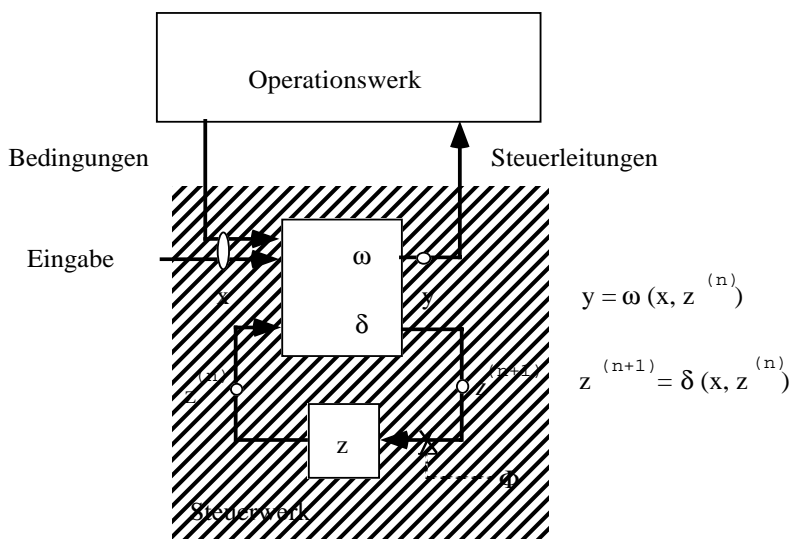 Operationswerk
Bedingungen
Steuerleitungen
Eingabe
ω
x
y
y = ω (x, z (n))
δ
z (n)
z (n+1)
z (n+1) = δ (x, z (n))
z
Φ
Steuerwerk